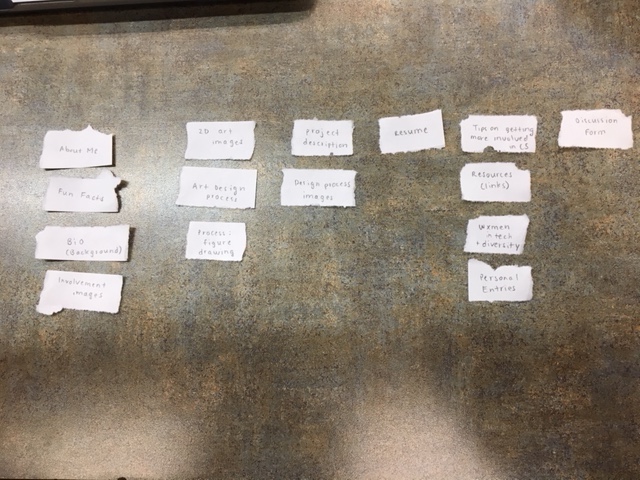 About Me
Fun Facts
Bio
(Background)
Involvement
images
2D art
images
Art Design
process
Process:
figure
drawing
project
description
Design process
images
Resume
Tips on getting
more involved
in CS
Resources
(links)
Women
n tech
+ diversity
Personal
Entries
Discussion
Form